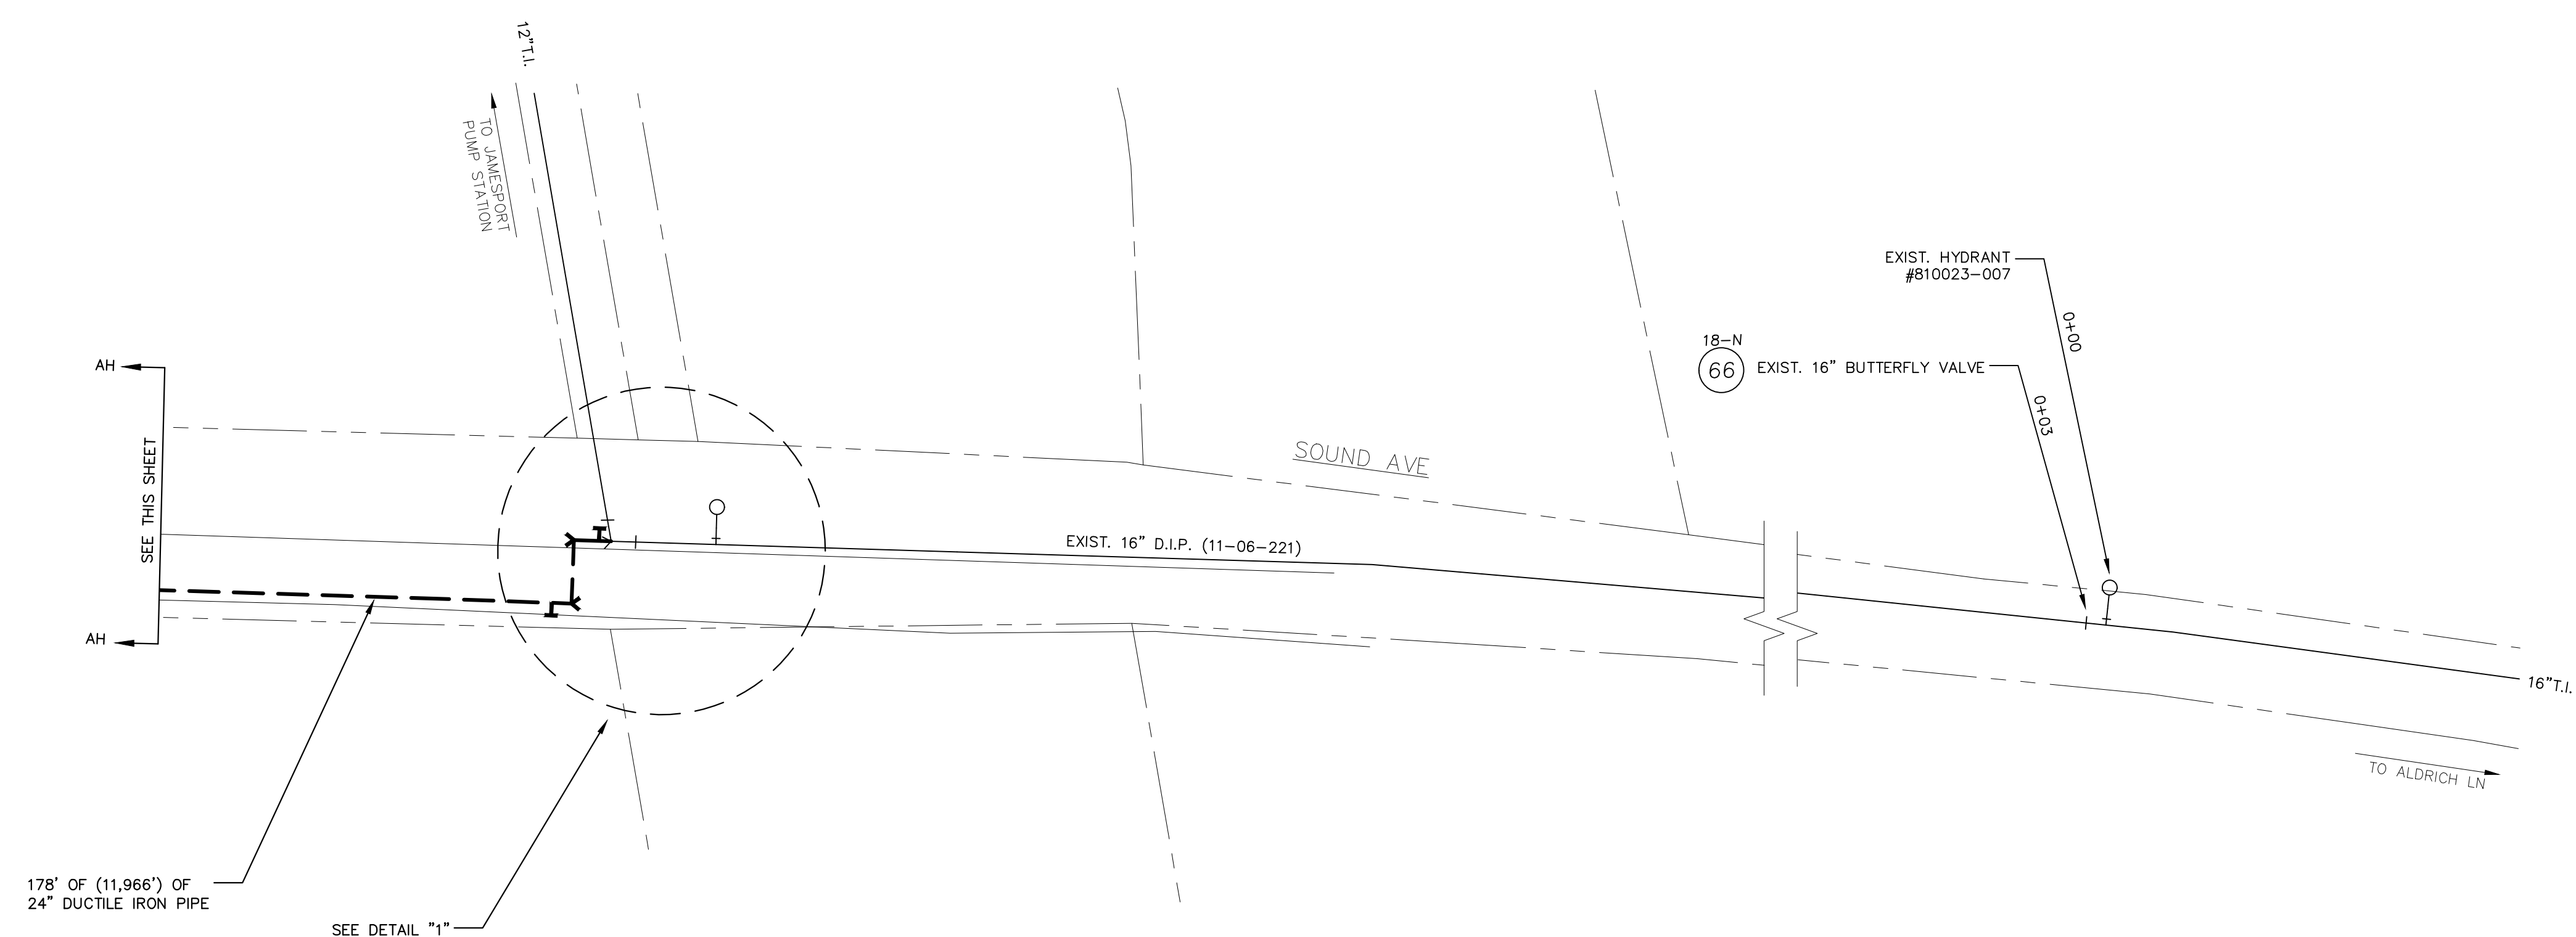 12"T.I.
TO JAMESPORT
PUMP STATION
EXIST. HYDRANT
#810023-007
0+00
18-N
66
EXIST. 16" BUTTERFLY VALVE
0+03
AH
SEE THIS SHEET
SOUND AVE
EXIST. 16" D.I.P. (11-06-221)
AH
16"T.I.
TO ALDRICH LN
178' OF (11,966') OF
24" DUCTILE IRON PIPE
SEE DETAIL "1"